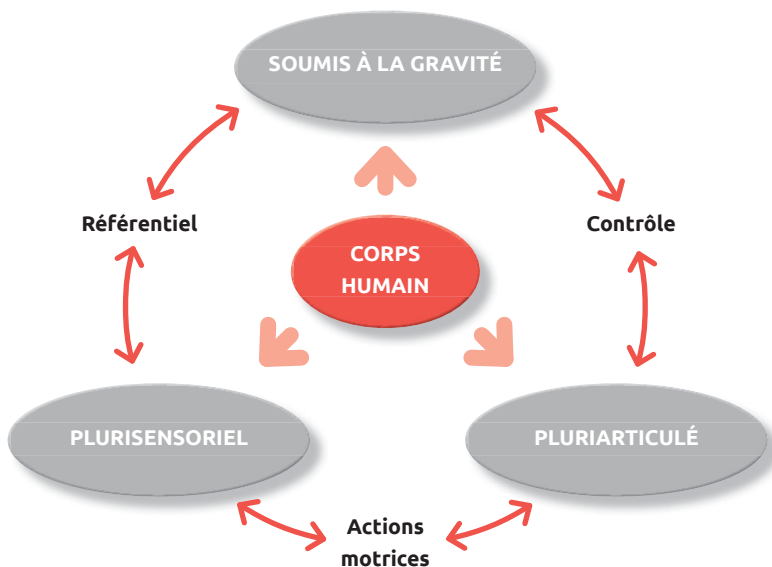 SOUMIS À LA GRAVITÉ
Référentiel
Contrôle
CORPS
HUMAIN
PLURISENSORIEL
PLURIARTICULÉ
Actions
motrices